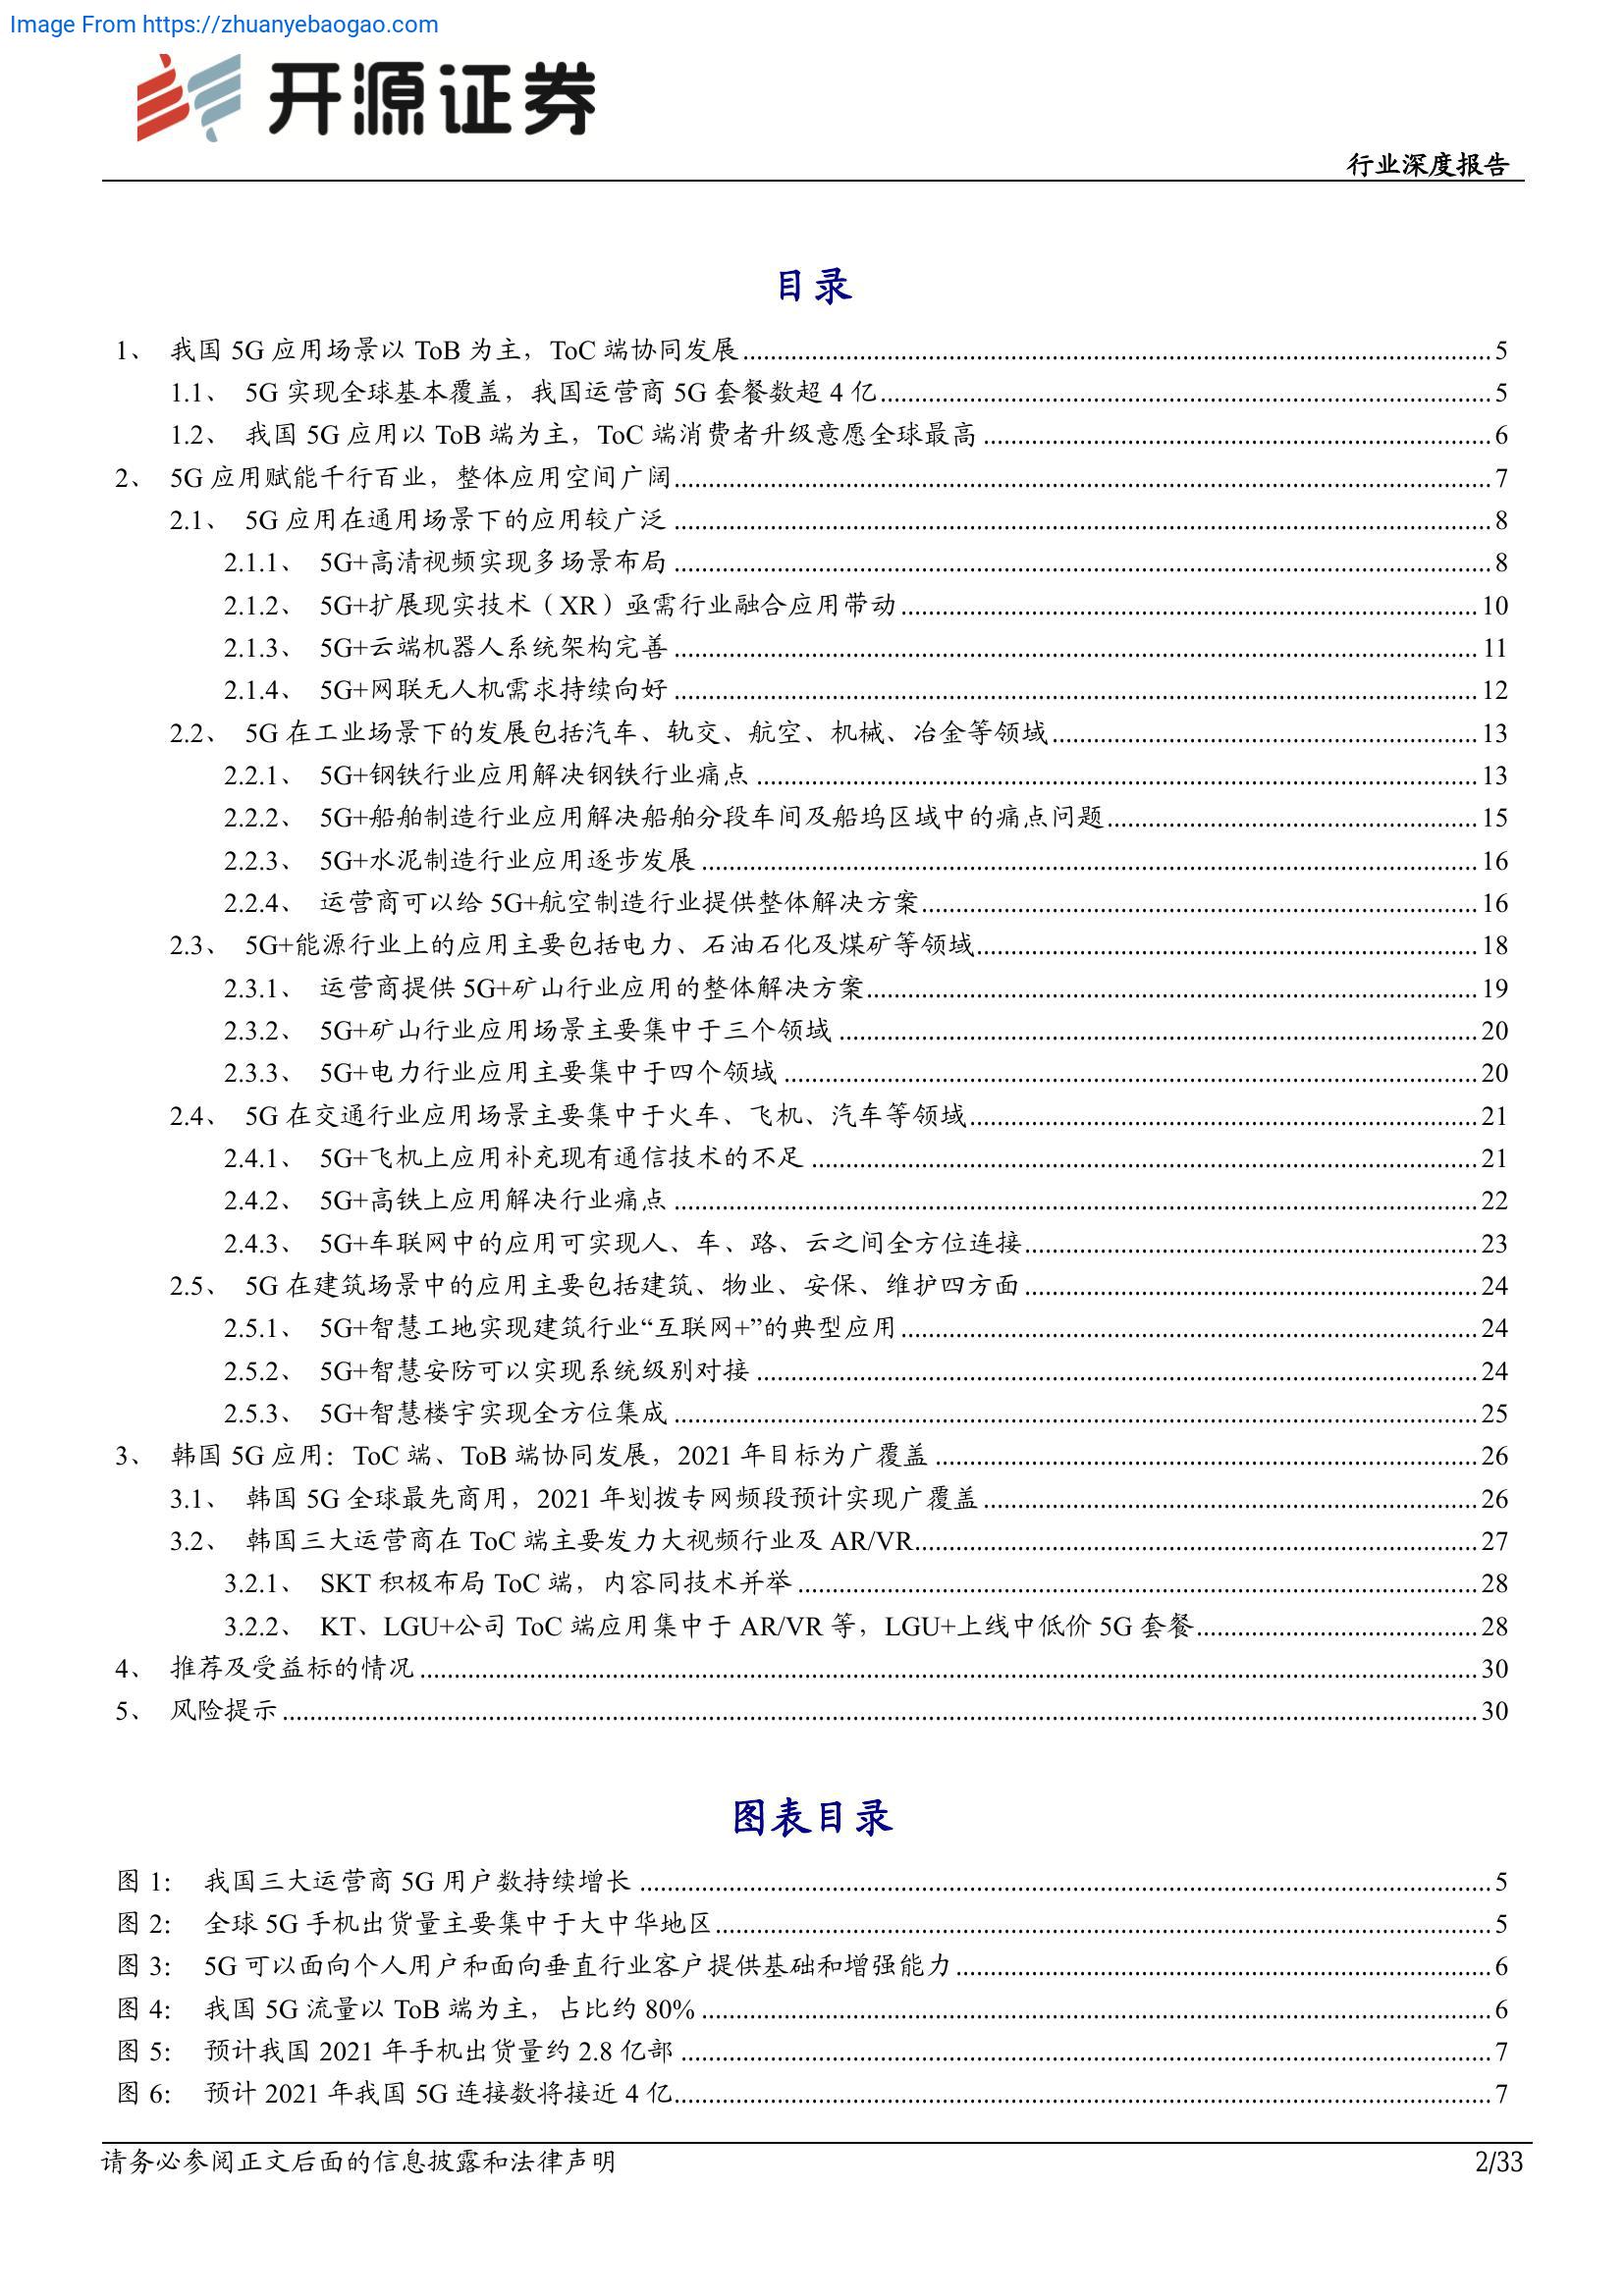 Image From https://zhuanyebaogao.com
开源证券
行业深度报告
目录
1、 我国 5G 应用场景以 ToB 为主，ToC 端协同发展 5
1.1、 5G 实现全球基本覆盖，我国运营商 5G 套餐数超 4 亿 5
1.2、 我国 5G 应用以 ToB 端为主，ToC 端消费者升级意愿全球最高 6
2、 5G 应用赋能千行百业，整体应用空间广阔 7
2.1、 5G 应用在通用场景下的应用较广泛 8
2.1.1、 5G+高清视频实现多场景布局 8
2.1.2、 5G+扩展现实技术（XR）亟需行业融合应用带动 10
2.1.3、 5G+云端机器人系统架构完善 11
2.1.4、 5G+网联无人机需求持续向好 12
2.2、 5G 在工业场景下的发展包括汽车、轨交、航空、机械、冶金等领域 13
2.2.1、 5G+钢铁行业应用解决钢铁行业痛点 13
2.2.2、 5G+船舶制造行业应用解决船舶分段车间及船坞区域中的痛点问题 15
2.2.3、 5G+水泥制造行业应用逐步发展 16
2.2.4、 运营商可以给 5G+航空制造行业提供整体解决方案 16
2.3、 5G+能源行业上的应用主要包括电力、石油石化及煤矿等领域 18
2.3.1、 运营商提供 5G+矿山行业应用的整体解决方案 19
2.3.2、 5G+矿山行业应用场景主要集中于三个领域 20
2.3.3、 5G+电力行业应用主要集中于四个领域 20
2.4、 5G 在交通行业应用场景主要集中于火车、飞机、汽车等领域 21
2.4.1、 5G+飞机上应用补充现有通信技术的不足 21
2.4.2、 5G+高铁上应用解决行业痛点 22
2.4.3、 5G+车联网中的应用可实现人、车、路、云之间全方位连接 23
2.5、 5G 在建筑场景中的应用主要包括建筑、物业、安保、维护四方面 24
2.5.1、 5G+智慧工地实现建筑行业“互联网+”的典型应用 24
2.5.2、 5G+智慧安防可以实现系统级别对接 24
2.5.3、 5G+智慧楼宇实现全方位集成 25
3、 韩国 5G 应用：ToC 端、ToB 端协同发展，2021 年目标为广覆盖 26
3.1、 韩国 5G 全球最先商用，2021 年划拨专网频段预计实现广覆盖 26
3.2、 韩国三大运营商在 ToC 端主要发力大视频行业及 AR/VR 27
3.2.1、 SKT 积极布局 ToC 端，内容同技术并举 28
3.2.2、 KT、LGU+公司 ToC 端应用集中于 AR/VR 等，LGU+上线中低价 5G 套餐 28
4、 推荐及受益标的情况 30
5、 风险提示 30
图表目录
图 1： 我国三大运营商 5G 用户数持续增长 5
图 2： 全球 5G 手机出货量主要集中于大中华地区 5
图 3： 5G 可以面向个人用户和面向垂直行业客户提供基础和增强能力 6
图 4： 我国 5G 流量以 ToB 端为主，占比约 80% 6
图 5： 预计我国 2021 年手机出货量约 2.8 亿部 7
图 6： 预计 2021 年我国 5G 连接数将接近 4 亿 7
请务必参阅正文后面的信息披露和法律声明
2/33